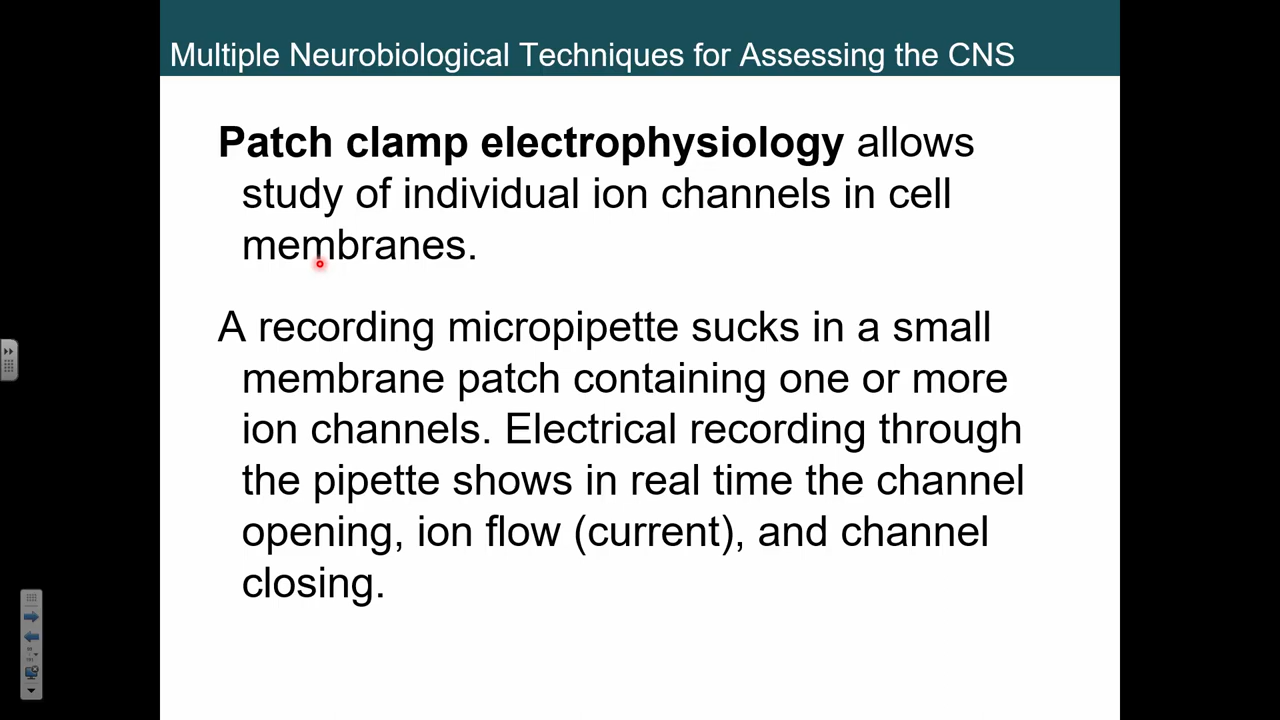 Multiple Neurobiological Techniques for Assessing the CNS
Patch clamp electrophysiology allows
study of individual ion channels in cell
membranes.
A recording micropipette sucks in a small
membrane patch containing one or more
ion channels. Electrical recording through
the pipette shows in real time the channel
opening, ion flow (current), and channel
closing.